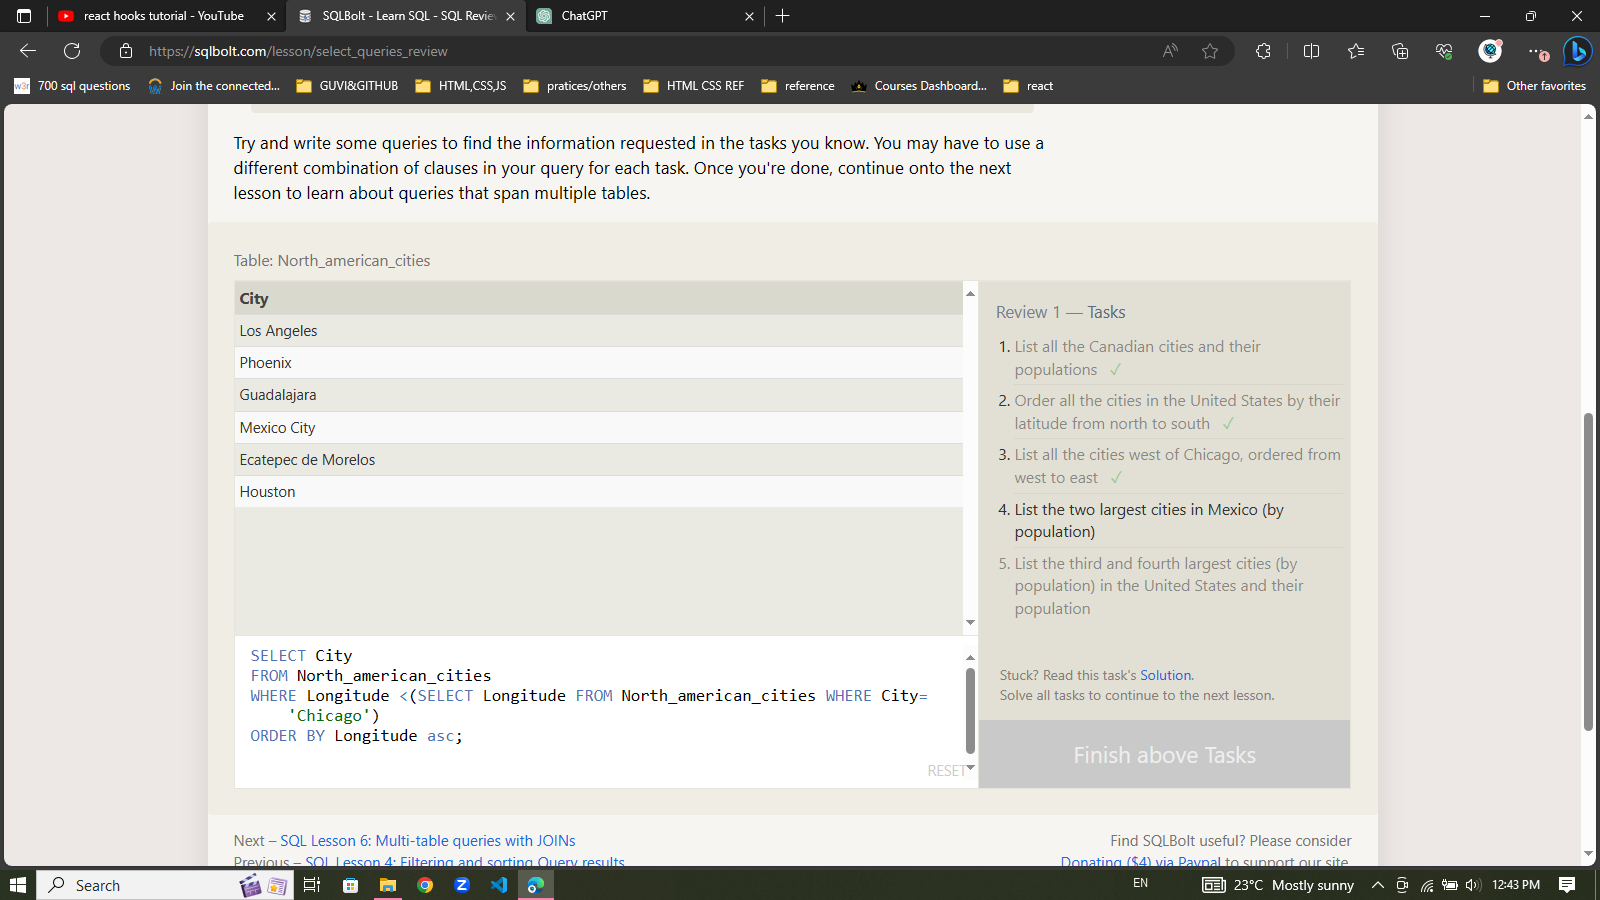 react hooks tutorial - YouTube
SQLBolt - Learn SQL - SQL Revie
ChatGPT
https://sqlbolt.com/lesson/select_queries_review
700 sql questions
Join the connected...
GUVI&GITHUB
HTML,CSS,JS
pratices/others
HTML CSS REF
reference
Courses Dashboard...
react
Other favorites
Try and write some queries to find the information requested in the tasks you know. You may have to use a
different combination of clauses in your query for each task. Once you're done, continue onto the next
lesson to learn about queries that span multiple tables.
Table: North_american_cities
City
Los Angeles
Phoenix
Guadalajara
Mexico City
Ecatepec de Morelos
Houston
SELECT City
FROM North_american_cities
WHERE Longitude <(SELECT Longitude FROM North_american_cities WHERE City=
'Chicago')
ORDER BY Longitude asc;
RESET
Review 1 — Tasks
1. List all the Canadian cities and their
populations ✓
2. Order all the cities in the United States by their
latitude from north to south ✓
3. List all the cities west of Chicago, ordered from
west to east ✓
4. List the two largest cities in Mexico (by
population)
5. List the third and fourth largest cities (by
population) in the United States and their
population
Stuck? Read this task's Solution.
Solve all tasks to continue to the next lesson.
Finish above Tasks
Next – SQL Lesson 6: Multi-table queries with JOINs
Previous – SQL Lesson 4: Filtering and sorting Query results
Find SQLBolt useful? Please consider
Donating ($4) via Paypal to support our site.
Search
EN
23°C Mostly sunny
12:43 PM